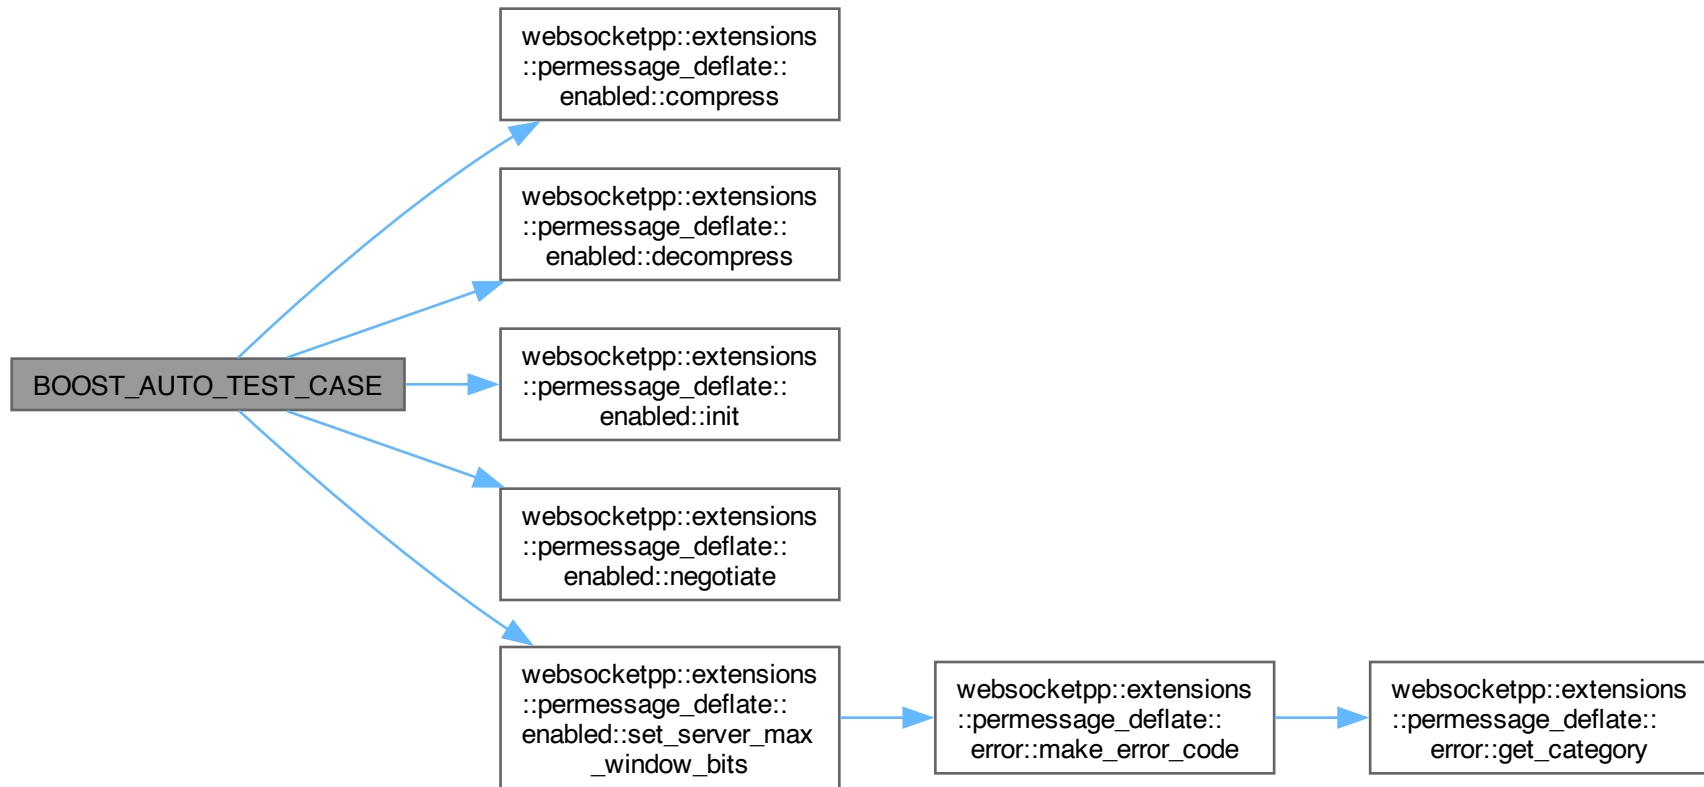 websocketpp::extensions
::permessage_deflate::
enabled::compress
websocketpp::extensions
::permessage_deflate::
enabled::decompress
BOOST_AUTO_TEST_CASE
websocketpp::extensions
::permessage_deflate::
enabled::init
websocketpp::extensions
::permessage_deflate::
enabled::negotiate
websocketpp::extensions
::permessage_deflate::
enabled::set_server_max
_window_bits
websocketpp::extensions
::permessage_deflate::
error::make_error_code
websocketpp::extensions
::permessage_deflate::
error::get_category